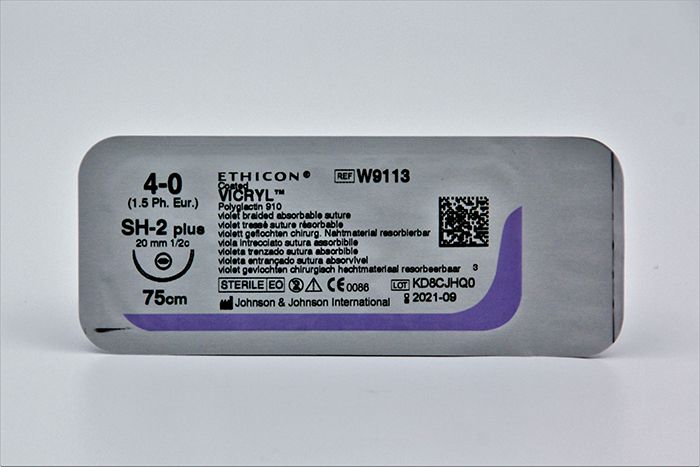 4-0
(1.5 Ph. Eur.)
SH-2 plus
20 mm 1/2c
75cm
ETHICON®
Coated
VICRYL™
Polyglactin 910
violet braided absorbable suture
violet tressé suture résorbable
violett geflochten chirurg. Nahtmaterial resorbierbar
viola intrecciato sutura assorbibile
violeta trenzado sutura absorbible
violeta entrançado sutura absorvível
violet gevlochten chirurgisch hechtmateriaal resorbeerbaar
3
STERILE EO
2
CE 0086
Johnson & Johnson International
REF W9113
LOT KD8CJHQ0
2021-09